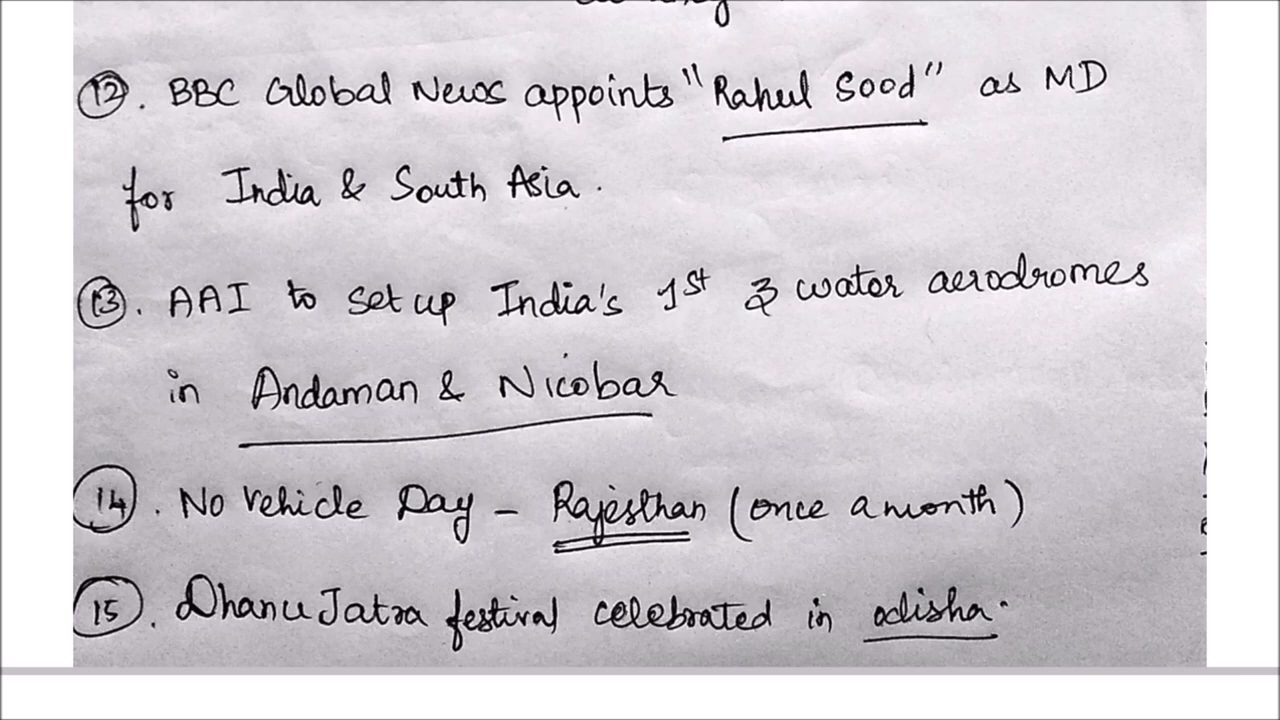 12. BBC Global News appoints "Rahul Sood" as MD
for India & South Asia.
13. AAI to set up India's 1st 3 water aerodromes
in Andaman & Nicobar
14. No Vehicle Day - Rajesthan (once a month)
15. Dhanu Jatra festival celebrated in odisha.